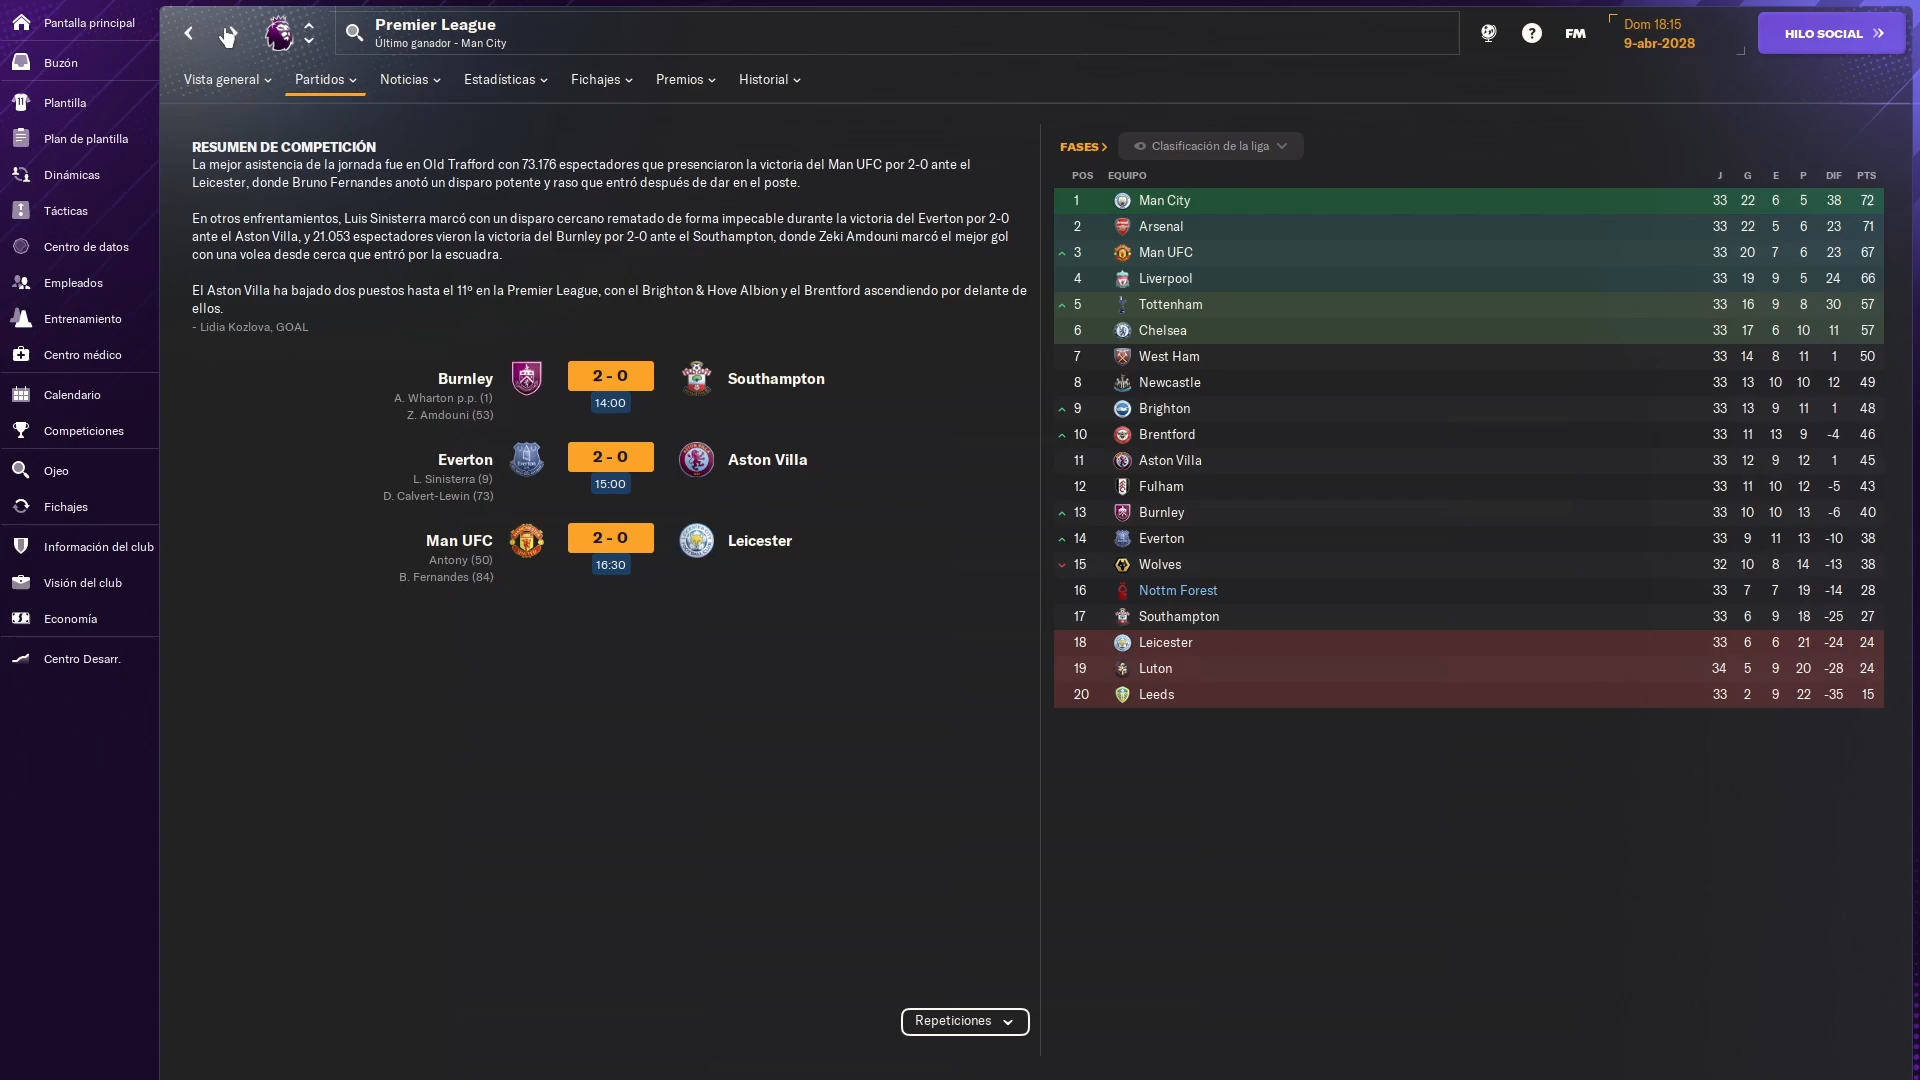 Pantalla principal
Buzón
Plantilla
Plan de plantilla
Dinámicas
Tácticas
Centro de datos
Empleados
Entrenamiento
Centro médico
Calendario
Competiciones
Ojeo
Fichajes
Información del club
Visión del club
Economía
Centro Desarr.
Premier League
Último ganador - Man City
FM
Dom 18:15
9-abr-2028
HILO SOCIAL
Vista general Partidos Noticias Estadísticas Fichajes Premios Historial
RESUMEN DE COMPETICIÓN
La mejor asistencia de la jornada fue en Old Trafford con 73.176 espectadores que presenciaron la victoria del Man UFC por 2-0 ante el
Leicester, donde Bruno Fernandes anotó un disparo potente y raso que entró después de dar en el poste.
En otros enfrentamientos, Luis Sinisterra marcó con un disparo cercano rematado de forma impecable durante la victoria del Everton por 2-0
ante el Aston Villa, y 21.053 espectadores vieron la victoria del Burnley por 2-0 ante el Southampton, donde Zeki Amdouni marcó el mejor gol
con una volea desde cerca que entró por la escuadra.
El Aston Villa ha bajado dos puestos hasta el 11º en la Premier League, con el Brighton & Hove Albion y el Brentford ascendiendo por delante de
ellos.
- Lidia Kozlova, GOAL
Burnley 2 - 0 Southampton
A. Wharton p.p. (1) 14:00
Z. Amdouni (53)
Everton 2 - 0 Aston Villa
L. Sinisterra (9) 15:00
D. Calvert-Lewin (73)
Man UFC 2 - 0 Leicester
Antony (50) 16:30
B. Fernandes (84)
Repeticiones
FASES Clasificación de la liga
POS EQUIPO J G E P DIF PTS
1 Man City 33 22 6 5 38 72
2 Arsenal 33 22 5 6 23 71
3 Man UFC 33 20 7 6 23 67
4 Liverpool 33 19 9 5 24 66
5 Tottenham 33 16 9 8 30 57
6 Chelsea 33 17 6 10 11 57
7 West Ham 33 14 8 11 1 50
8 Newcastle 33 13 10 10 12 49
9 Brighton 33 13 9 11 1 48
10 Brentford 33 11 13 9 -4 46
11 Aston Villa 33 12 9 12 1 45
12 Fulham 33 11 10 12 -5 43
13 Burnley 33 10 10 13 -6 40
14 Everton 33 9 11 13 -10 38
15 Wolves 32 10 8 14 -13 38
16 Nottm Forest 33 7 7 19 -14 28
17 Southampton 33 6 9 18 -25 27
18 Leicester 33 6 6 21 -24 24
19 Luton 34 5 9 20 -28 24
20 Leeds 33 2 9 22 -35 15